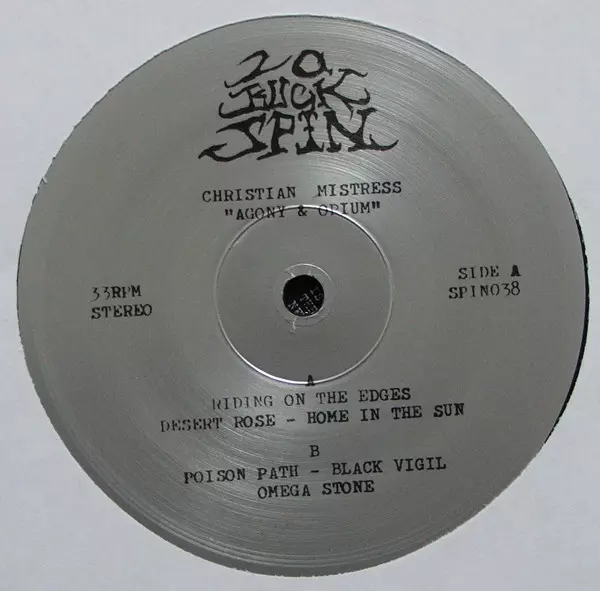 20
BUCK
SPIN
CHRISTIAN MISTRESS
"AGONY & OPIUM"
33RPM
STEREO
SIDE A
SPIN038
A
RIDING ON THE EDGES
DESERT ROSE - HOME IN THE SUN
B
POISON PATH - BLACK VIGIL
OMEGA STONE